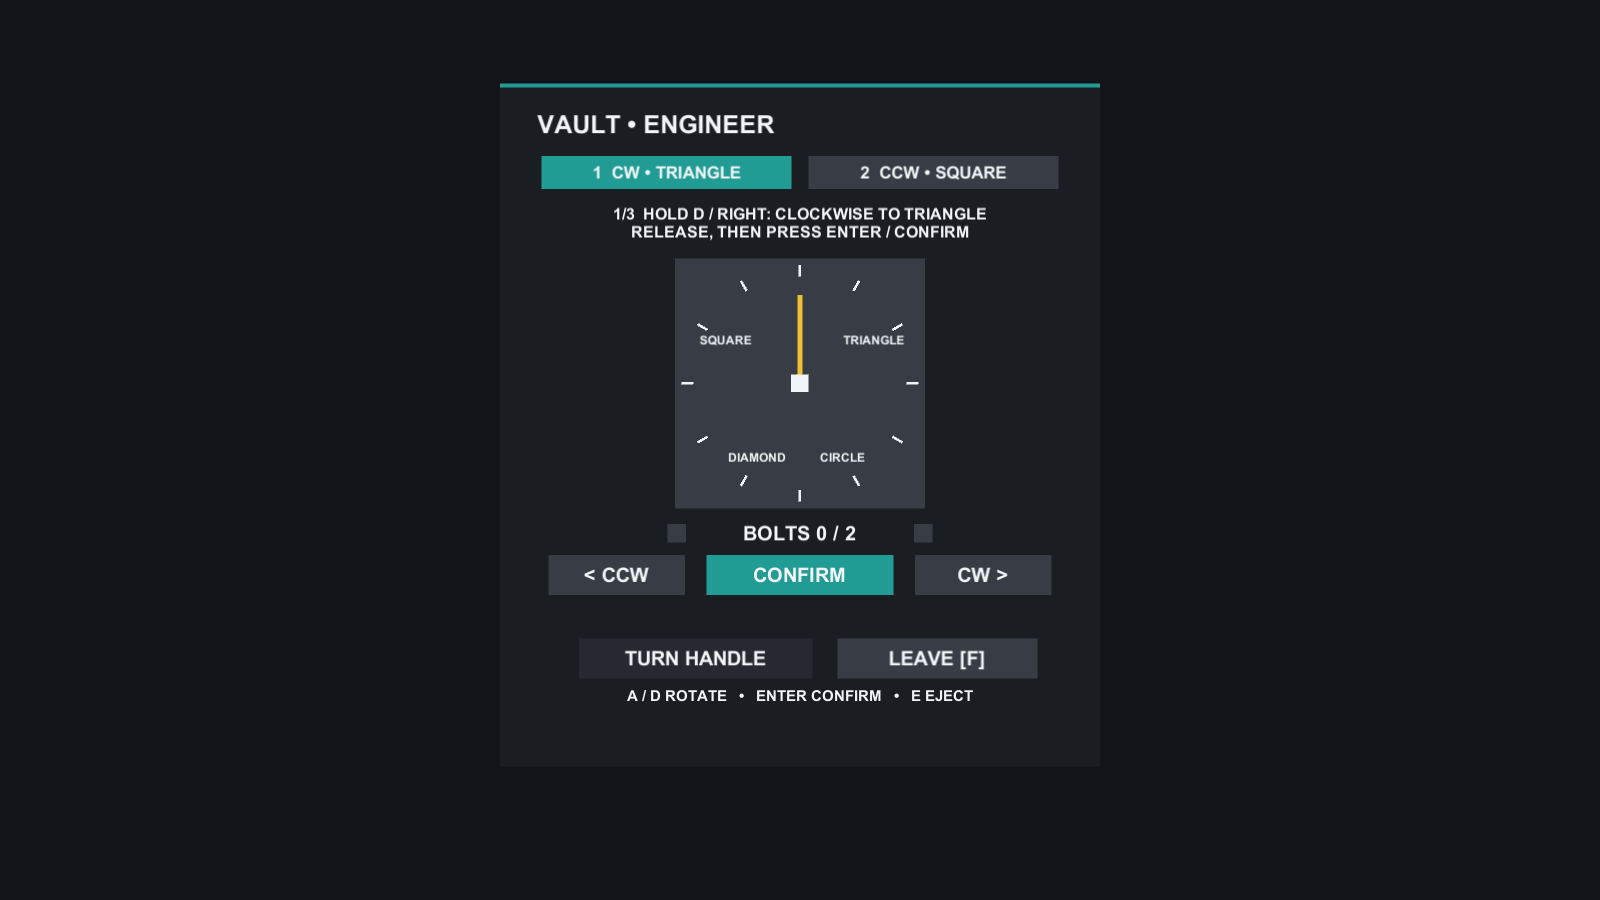 VAULT • ENGINEER
1 CW • TRIANGLE
2 CCW • SQUARE
1/3 HOLD D / RIGHT: CLOCKWISE TO TRIANGLE
RELEASE, THEN PRESS ENTER / CONFIRM
SQUARE
TRIANGLE
DIAMOND
CIRCLE
BOLTS 0 / 2
< CCW
CONFIRM
CW >
TURN HANDLE
LEAVE [F]
A / D ROTATE • ENTER CONFIRM • E EJECT